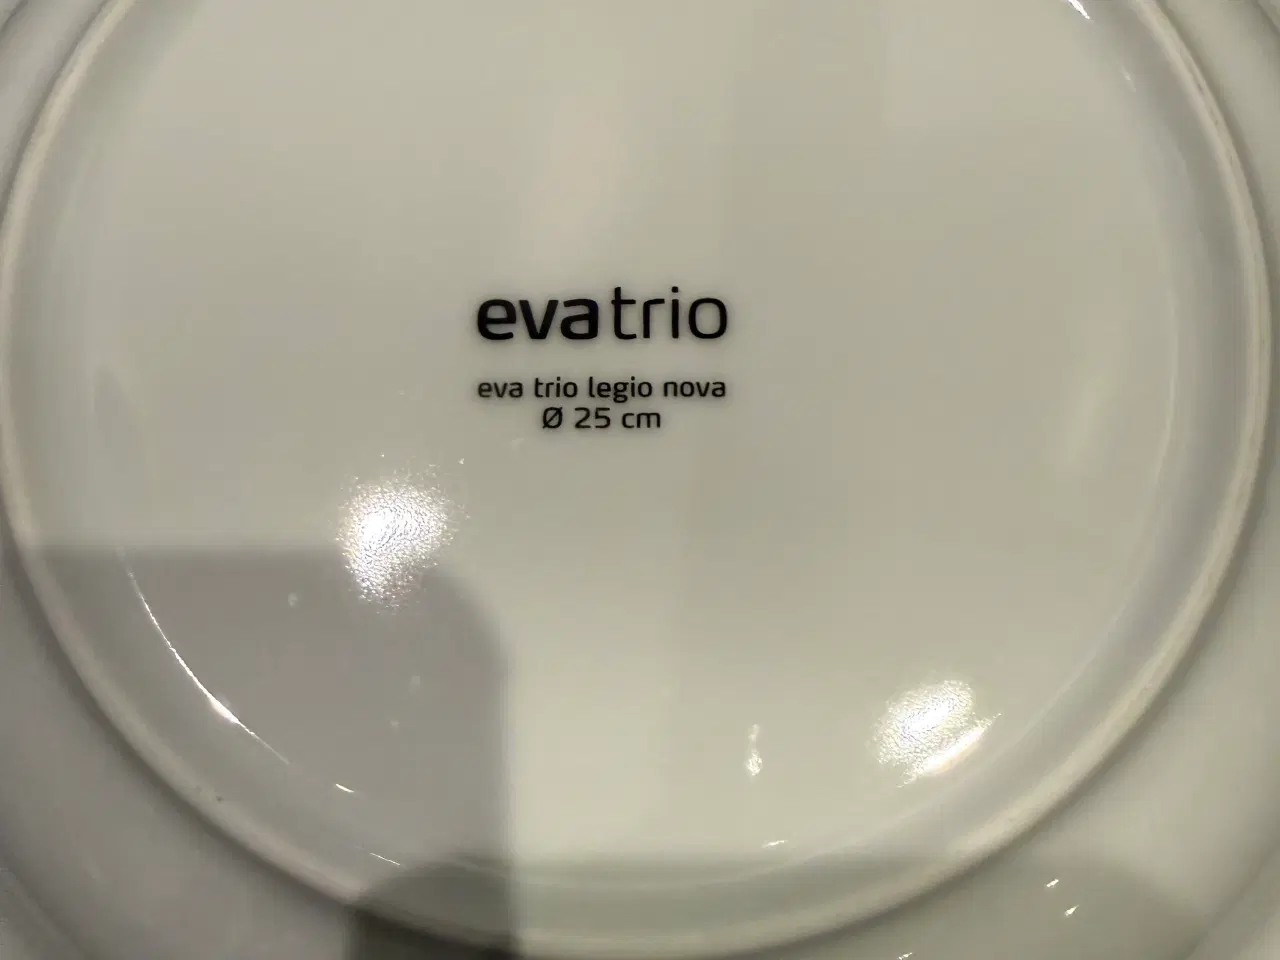 evatrio
eva trio legio nova
Ø 25 cm